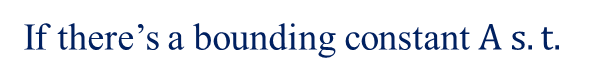 If there’s a bounding constant A s. t.